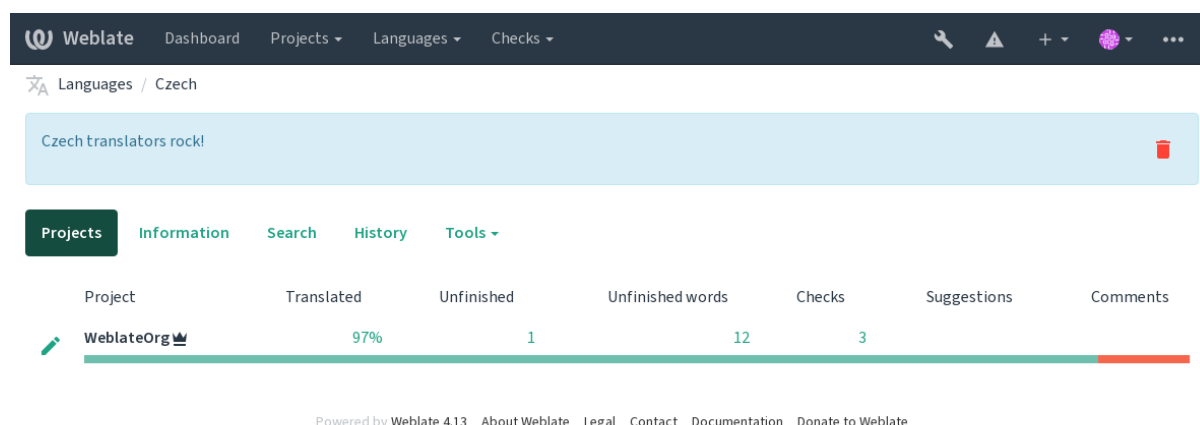 Weblate Dashboard Projects Languages Checks
Languages / Czech
Czech translators rock!
Projects Information Search History Tools
Project Translated Unfinished Unfinished words Checks Suggestions Comments
WeblateOrg 97% 1 12 3
Powered by Weblate 4.13 About Weblate Legal Contact Documentation Donate to Weblate